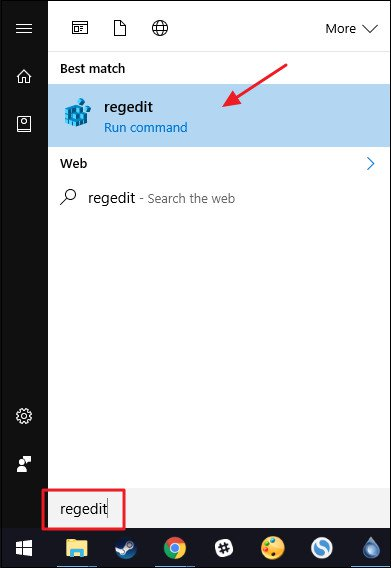 More
Best match
regedit
Run command
Web
regedit - Search the web
regedit